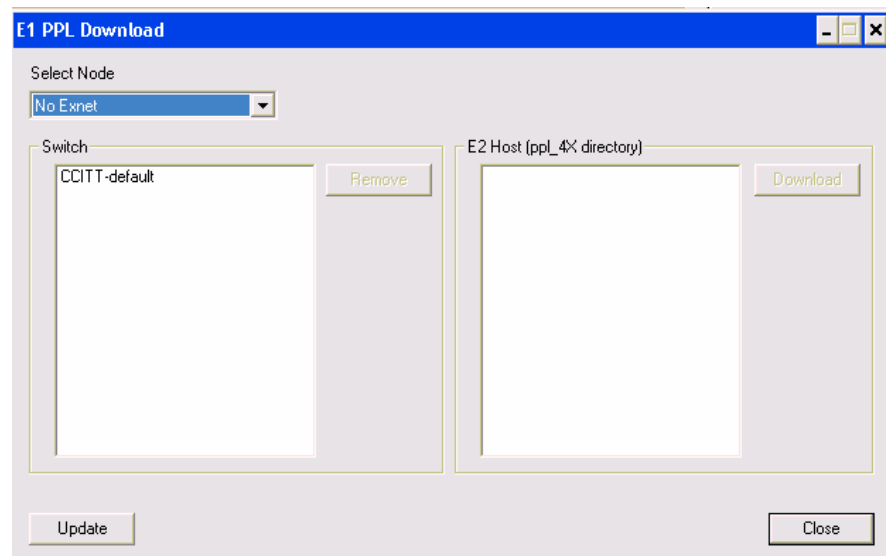 E1 PPL Download
Select Node
No Exnet
Switch
CCITT-default
Remove
E2 Host (ppl_4X directory)
Download
Update
Close